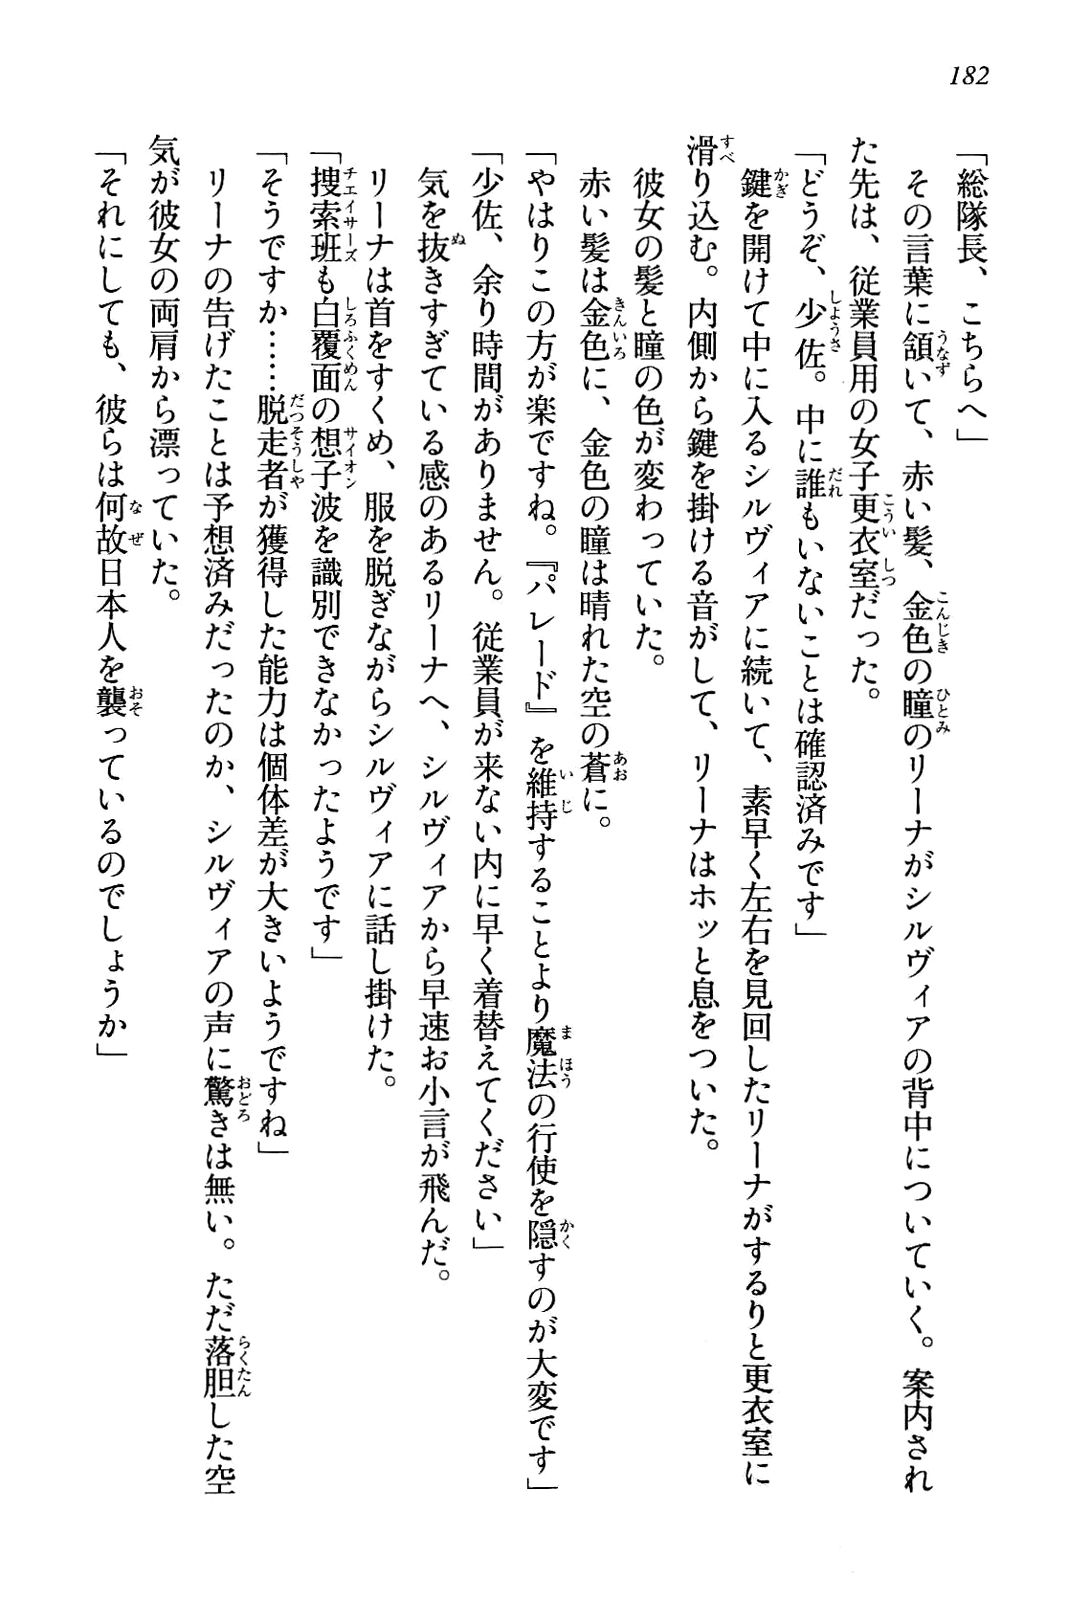 182
「総隊長、こちらへ」
その言葉に頷いて、赤い髪、金色の瞳のリーナがシルヴィアの背中についていく。案内され
た先は、従業員用の女子更衣室だった。
「どうぞ、少佐。中に誰もいないことは確認済みです」
鍵を開けて中に入るシルヴィアに続いて、素早く左右を見回したリーナがするりと更衣室に
滑り込む。内側から鍵を掛ける音がして、リーナはホッと息をついた。
彼女の髪と瞳の色が変わっていた。
赤い髪は金色に、金色の瞳は晴れた空の蒼に。
「やはりこの方が楽ですね。『パレード』を維持することより魔法の行使を隠すのが大変です」
「少佐、余り時間がありません。従業員が来ない内に早く着替えてください」
気を抜きすぎている感のあるリーナへ、シルヴィアから早速お小言が飛んだ。
リーナは首をすくめ、服を脱ぎながらシルヴィアに話し掛けた。
「捜索班も白覆面の想子波を識別できなかったようです」
「そうですか……脱走者が獲得した能力は個体差が大きいようですね」
リーナの告げたことは予想済みだったのか、シルヴィアの声に驚きは無い。ただ落胆した空
気が彼女の両肩から漂っていた。
「それにしても、彼らは何故日本人を襲っているのでしょうか」